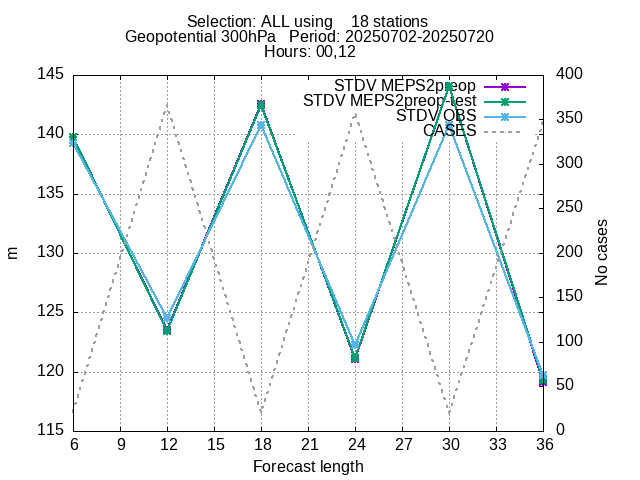 Selection: ALL using    18 stations
Geopotential 300hPa   Period: 20250702-20250720
Hours: 00,12
145
140
135
130
125
120
115
m
400
350
300
250
200
150
100
50
0
No cases
STDV MEPS2preop
STDV MEPS2preop-test
STDV OBS
CASES
6 9 12 15 18 21 24 27 30 33 36
Forecast length